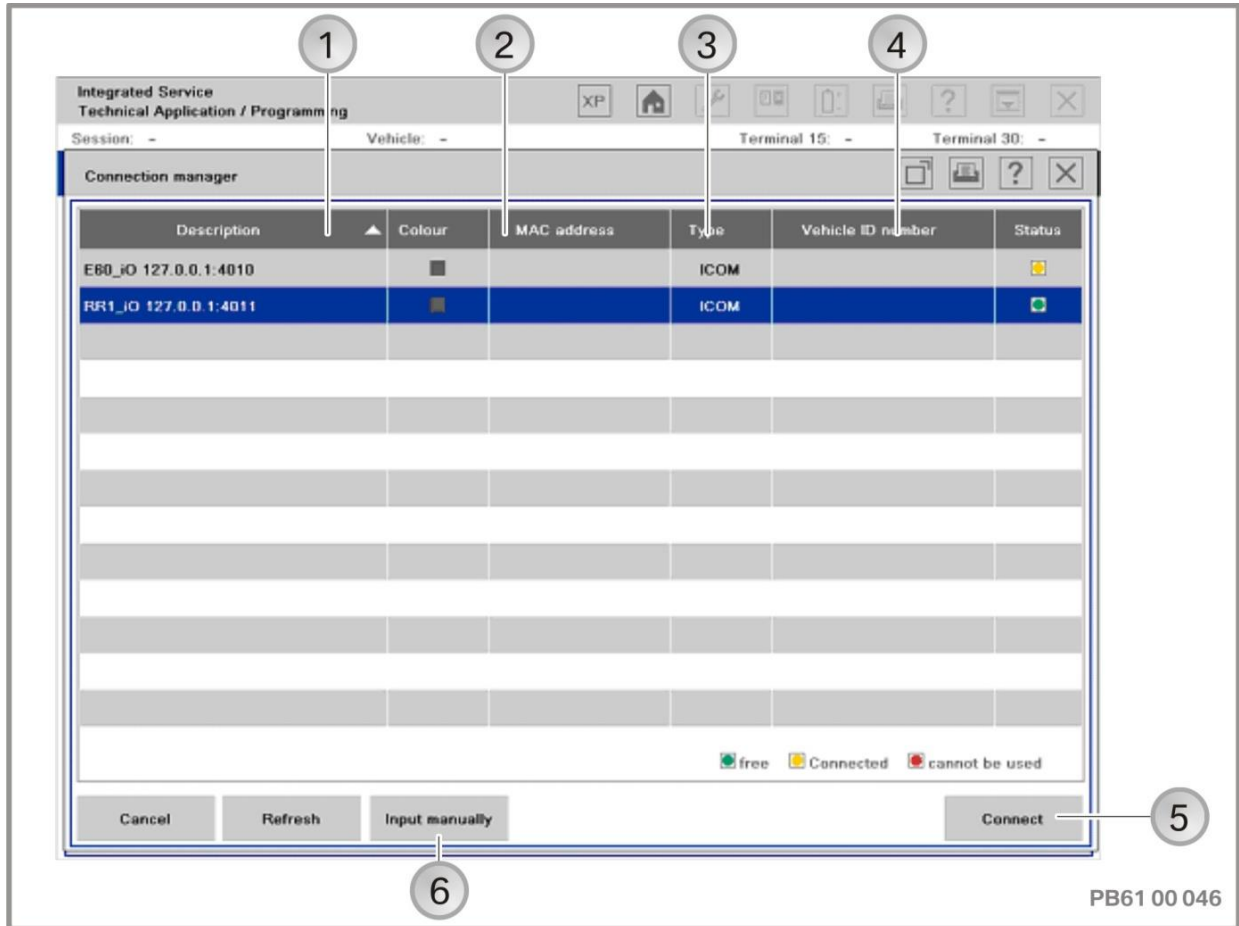 1 2 3 4
Integrated Service
Technical Application / Programming
XP ?
Session: - Vehicle: - Terminal 15: - Terminal 30: -
Connection manager ?
Description Colour MAC address Type Vehicle ID number Status
E60_iO 127.0.0.1:4010 ICOM
RR1_iO 127.0.0.1:4011 ICOM
free Connected cannot be used
Cancel Refresh Input manually Connect 5
6
PB61 00 046